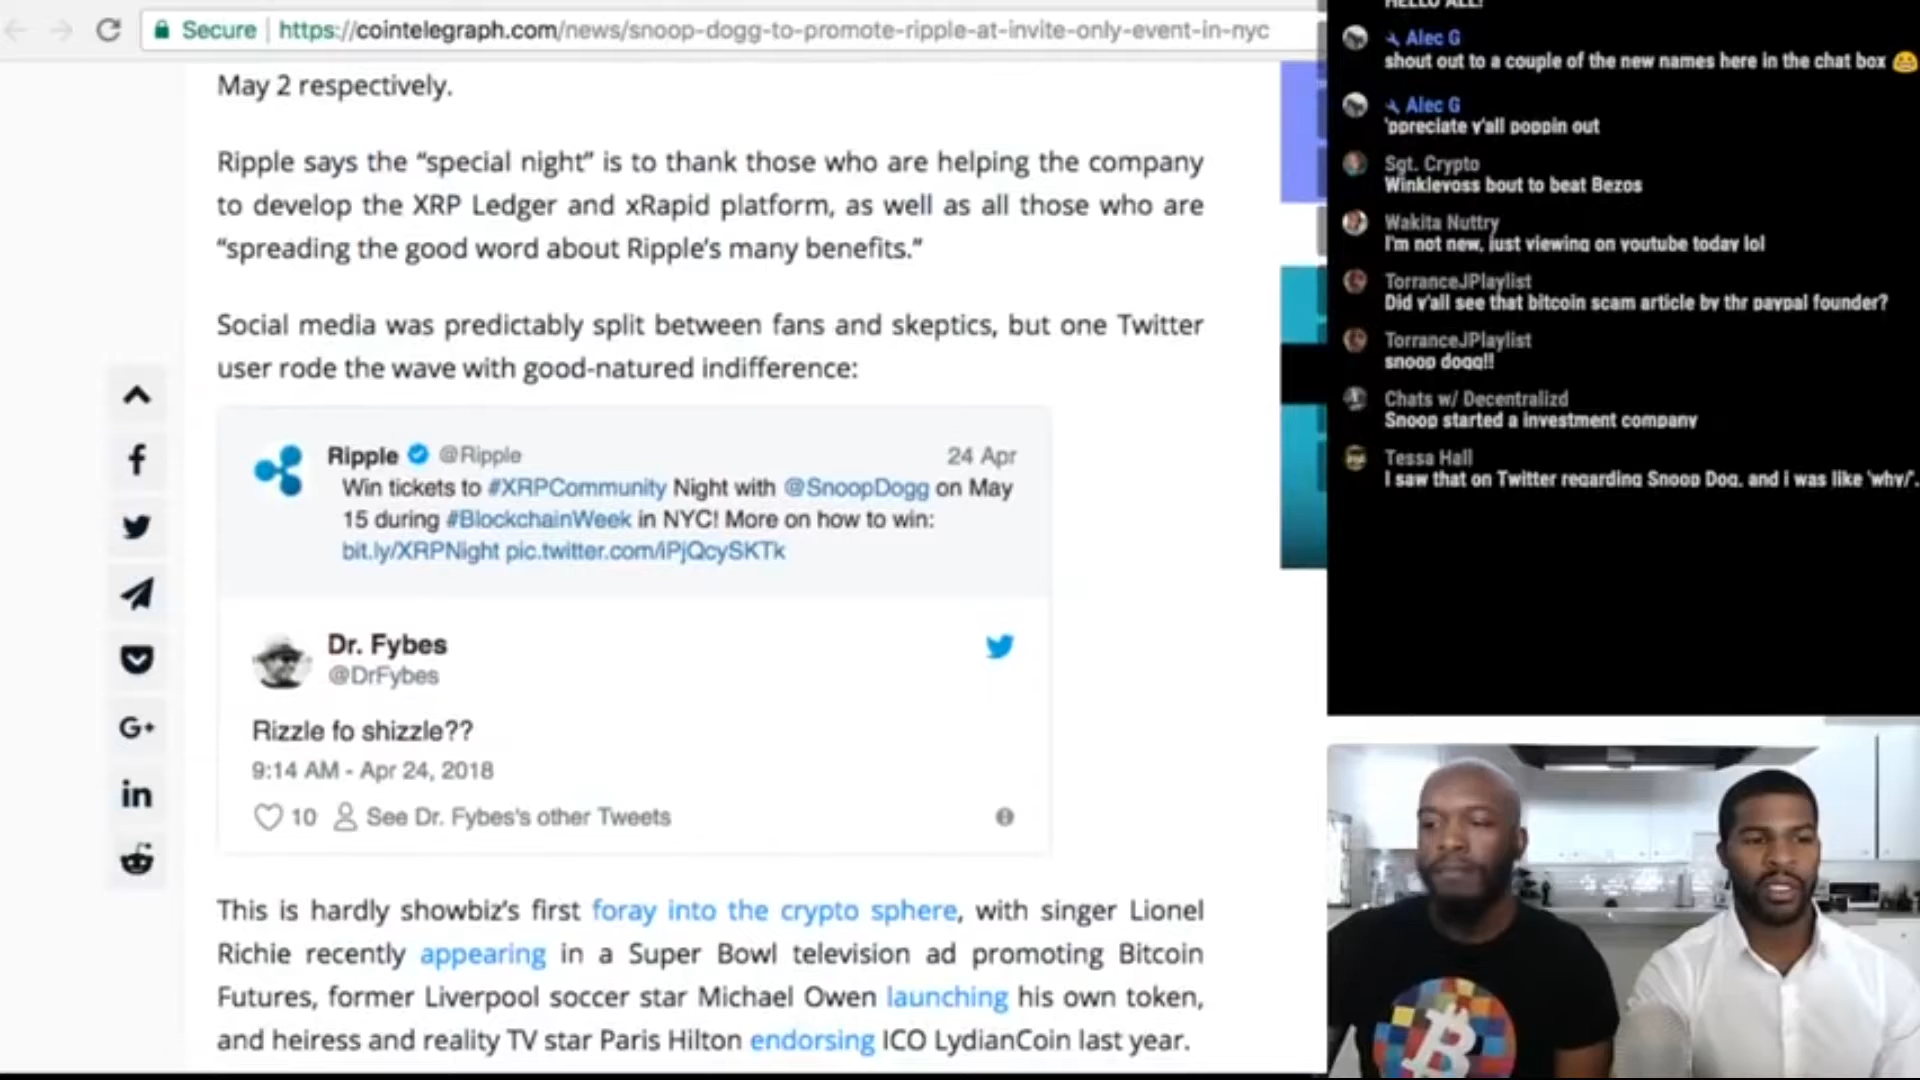 Secure | https://cointelegraph.com/news/snoop-dogg-to-promote-ripple-at-invite-only-event-in-nyc
May 2 respectively.
Ripple says the “special night” is to thank those who are helping the company
to develop the XRP Ledger and xRapid platform, as well as all those who are
“spreading the good word about Ripple’s many benefits.”
Social media was predictably split between fans and skeptics, but one Twitter
user rode the wave with good-natured indifference:
Ripple @Ripple 24 Apr
Win tickets to #XRPCommunity Night with @SnoopDogg on May
15 during #BlockchainWeek in NYC! More on how to win:
bit.ly/XRPNight pic.twitter.com/iPjQcySKTk
Dr. Fybes
@DrFybes
Rizzle fo shizzle??
9:14 AM - Apr 24, 2018
10 See Dr. Fybes's other Tweets
This is hardly showbiz’s first foray into the crypto sphere, with singer Lionel
Richie recently appearing in a Super Bowl television ad promoting Bitcoin
Futures, former Liverpool soccer star Michael Owen launching his own token,
and heiress and reality TV star Paris Hilton endorsing ICO LydianCoin last year.
G+
in
HELLO ALL!
Alec G
shout out to a couple of the new names here in the chat box
Alec G
'ppreciate y'all poppin out
Sgt. Crypto
Winklevoss bout to beat Bezos
Wakita Nuttry
I'm not new, just viewing on youtube today lol
TorranceJPlaylist
Did y'all see that bitcoin scam article by thr paypal founder?
TorranceJPlaylist
snoop dogg!!
Chats w/ Decentralizd
Snoop started a investment company
Tessa Hall
I saw that on Twitter regarding Snoop Dog, and i was like 'why/'.